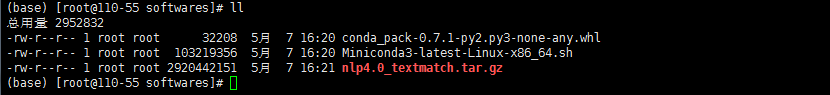 (base) [root@110-55 softwares]# ll
总用量 2952832
-rw-r--r-- 1 root root      32208 5月   7 16:20 conda_pack-0.7.1-py2.py3-none-any.whl
-rw-r--r-- 1 root root  103219356 5月   7 16:20 Miniconda3-latest-Linux-x86_64.sh
-rw-r--r-- 1 root root 2920442151 5月   7 16:21 nlp4.0_textmatch.tar.gz
(base) [root@110-55 softwares]#